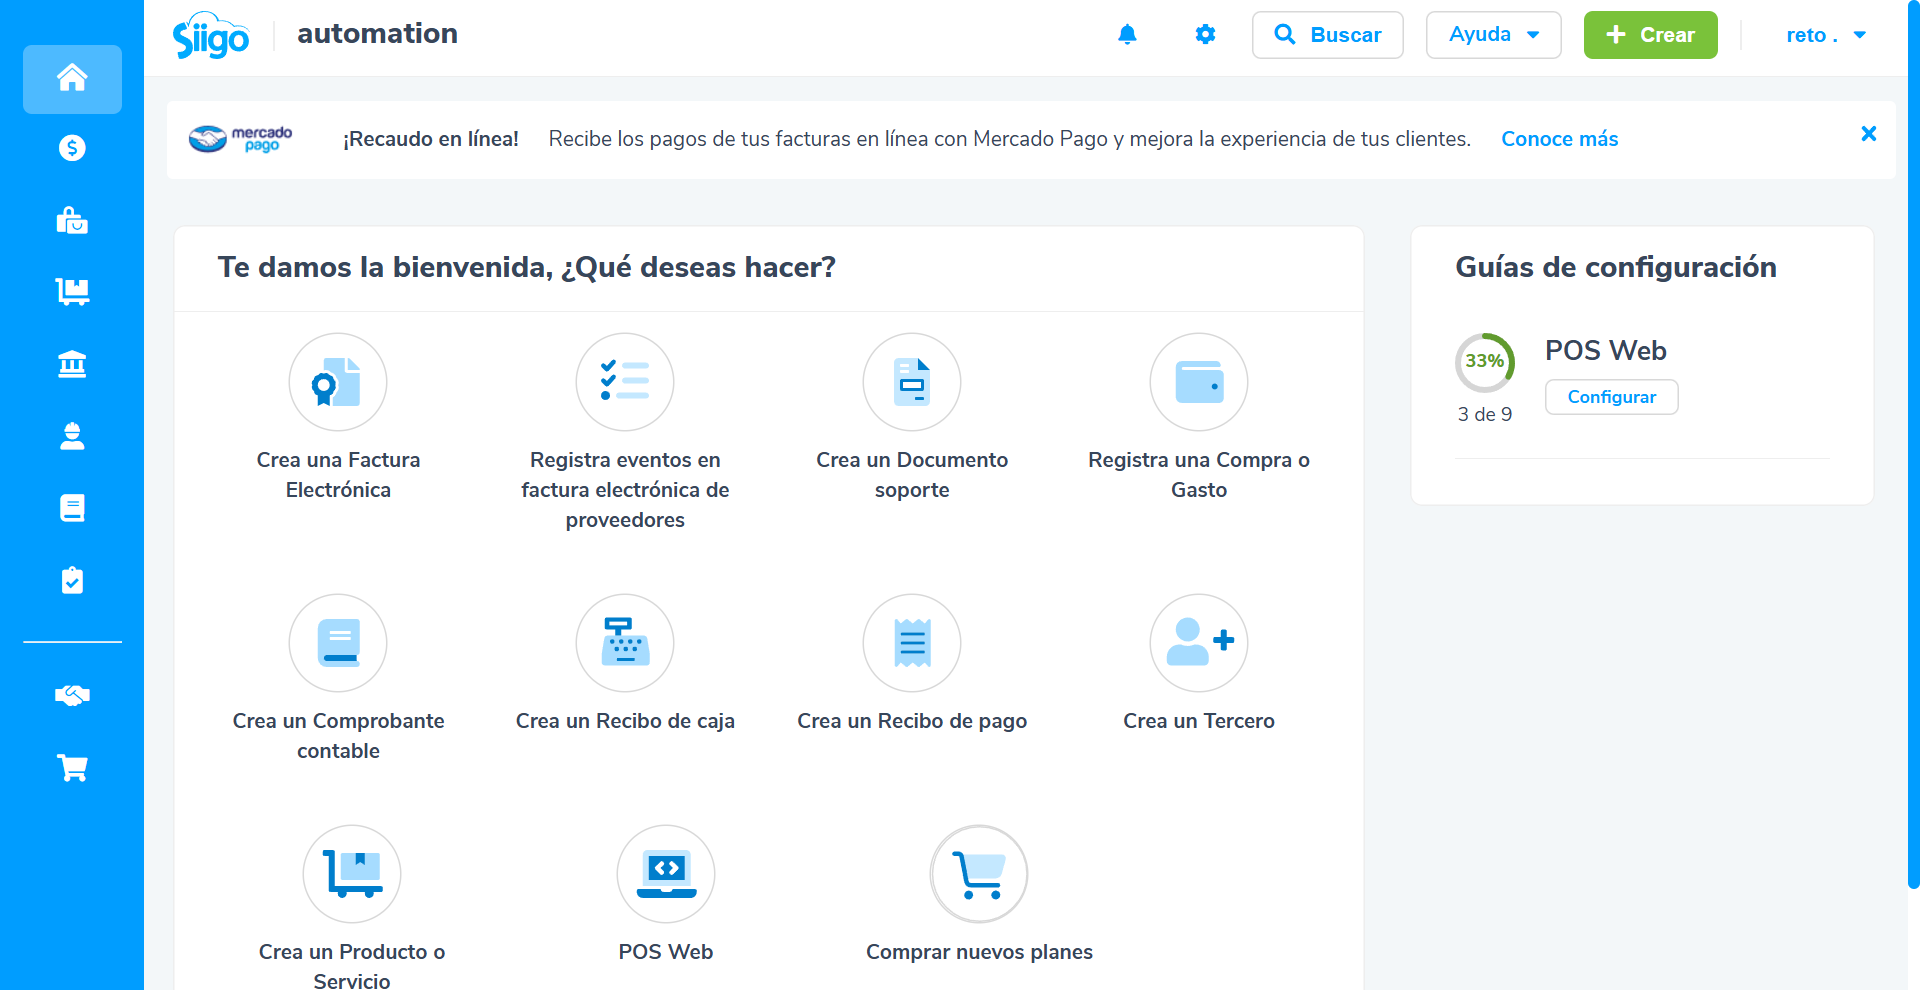 Siigo
automation
Buscar
Ayuda
Crear
reto .
mercado
pago
¡Recaudo en línea! Recibe los pagos de tus facturas en línea con Mercado Pago y mejora la experiencia de tus clientes. Conoce más
Te damos la bienvenida, ¿Qué deseas hacer?
Crea una Factura
Electrónica
Registra eventos en
factura electrónica de
proveedores
Crea un Documento
soporte
Registra una Compra o
Gasto
Crea un Comprobante
contable
Crea un Recibo de caja
Crea un Recibo de pago
Crea un Tercero
Crea un Producto o
Servicio
POS Web
Comprar nuevos planes
Guías de configuración
33%
3 de 9
POS Web
Configurar